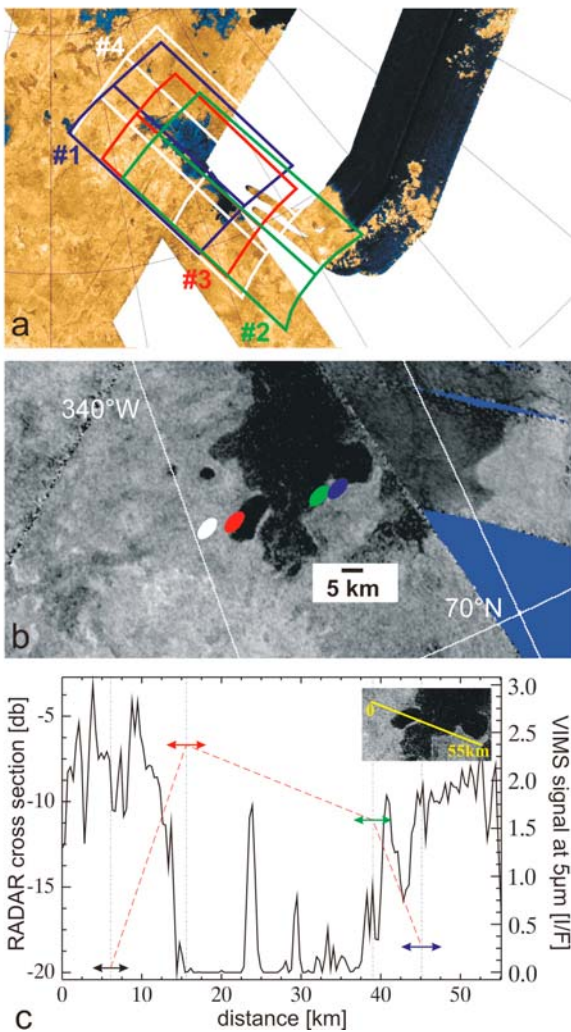 #4
#1
#3
#2
a
340°W
5 km
70°N
b
RADAR cross section [db]
-5
-10
-15
-20
3.0
2.5
2.0
1.5
1.0
0.5
0.0
VIMS signal at 5µm [I/F]
0
55km
0 10 20 30 40 50
distance [km]
c